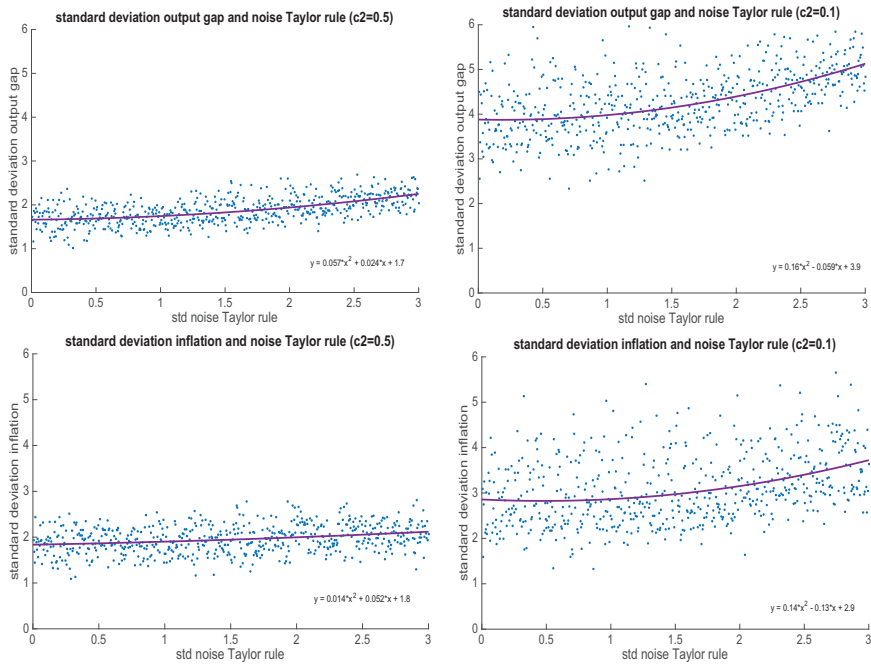 standard deviation output gap and noise Taylor rule (c2=0.5)
6
5
4
3
2
1
0
standard deviation output gap
y = 0.057*x² + 0.024*x + 1.7
0 0.5 1 1.5 2 2.5 3
std noise Taylor rule
standard deviation output gap and noise Taylor rule (c2=0.1)
6
5
4
3
2
1
0
standard deviation output gap
y = 0.16*x² - 0.059*x + 3.9
0 0.5 1 1.5 2 2.5 3
std noise Taylor rule
standard deviation inflation and noise Taylor rule (c2=0.5)
6
5
4
3
2
1
0
standard deviation inflation
y = 0.014*x² + 0.052*x + 1.8
0 0.5 1 1.5 2 2.5 3
std noise Taylor rule
standard deviation inflation and noise Taylor rule (c2=0.1)
6
5
4
3
2
1
0
standard deviation inflation
y = 0.14*x² - 0.13*x + 2.9
0 0.5 1 1.5 2 2.5 3
std noise Taylor rule